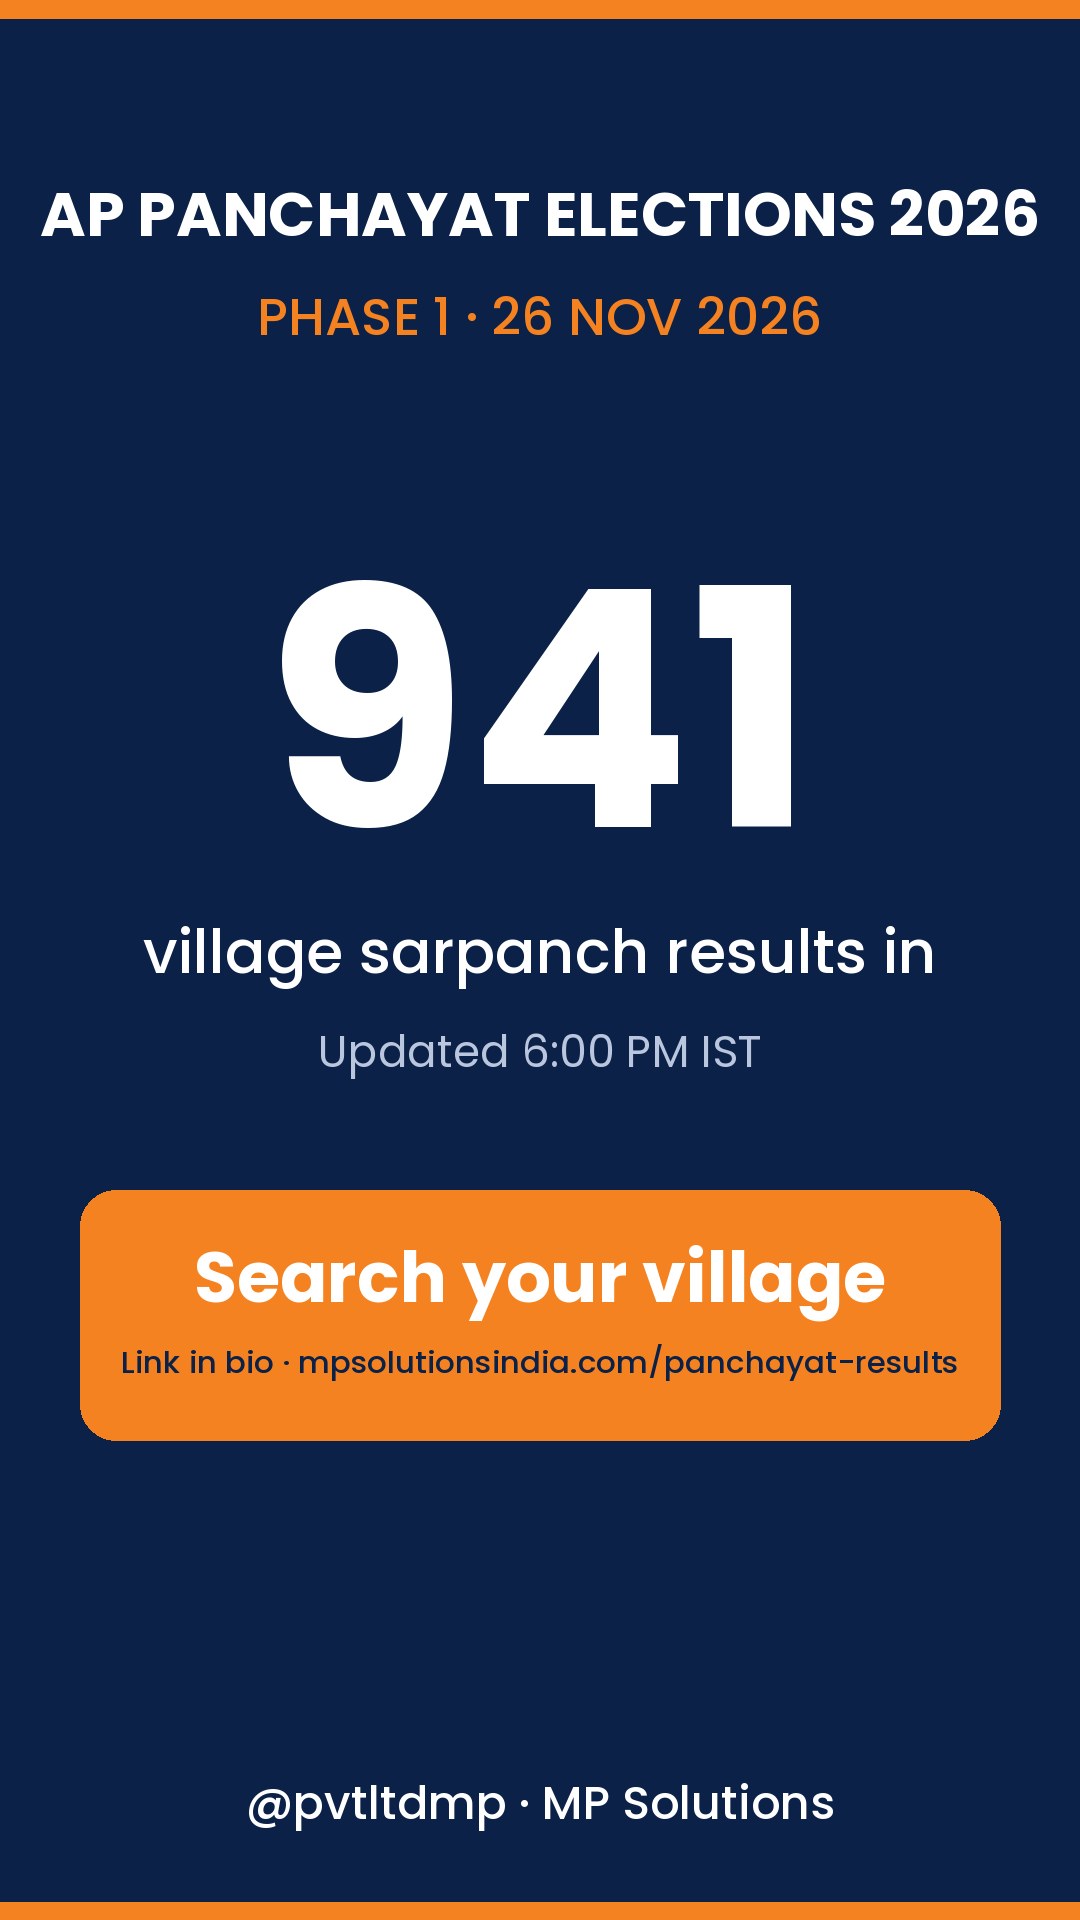 AP PANCHAYAT ELECTIONS 2026
PHASE 1 · 26 NOV 2026
941
village sarpanch results in
Updated 6:00 PM IST
Search your village
Link in bio · mpsolutionsindia.com/panchayat-results
@pvtltdmp · MP Solutions